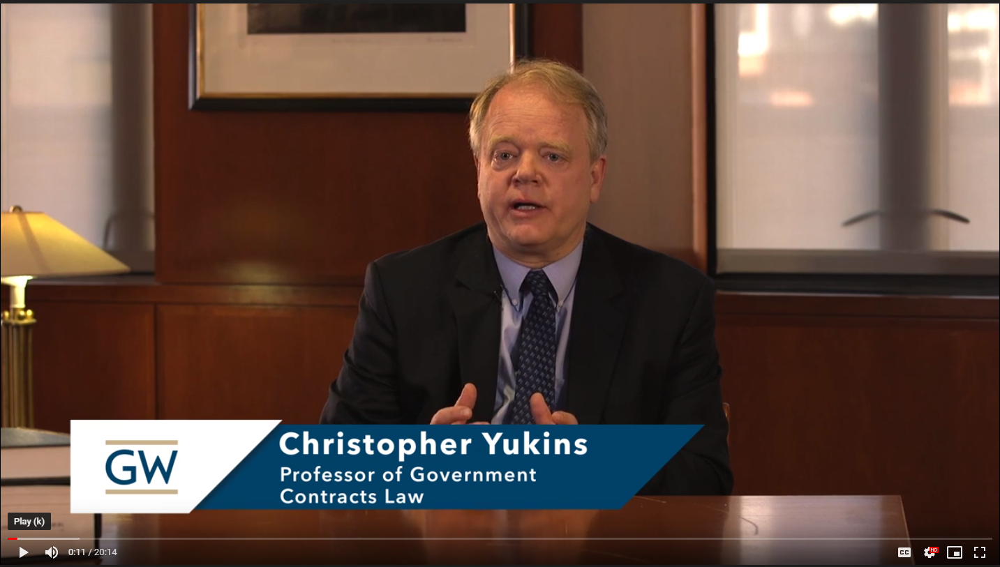 GW
Christopher Yukins
Professor of Government
Contracts Law
Play (k)
0:11 / 20:14
CC
HD